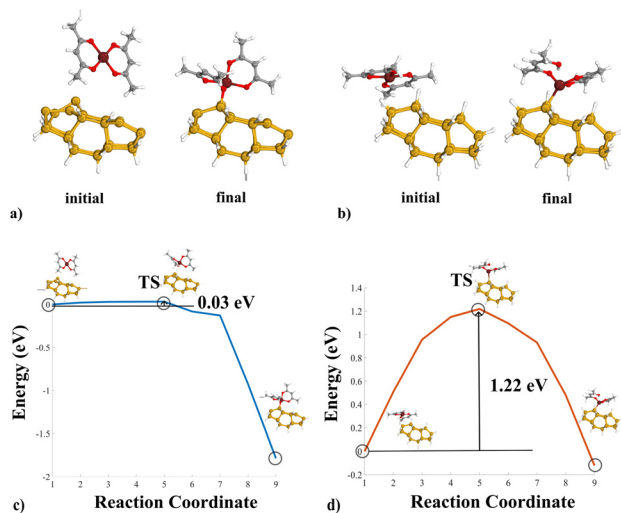 initial
final
a)
initial
final
b)
TS
0.03 eV
0
0
-0.5
-1
-1.5
-2
1
2
3
4
5
6
7
8
9
Energy (eV)
Reaction Coordinate
c)
TS
1.22 eV
0
1.4
1.2
1
0.8
0.6
0.4
0.2
0
-0.2
1
2
3
4
5
6
7
8
9
Energy (eV)
Reaction Coordinate
d)